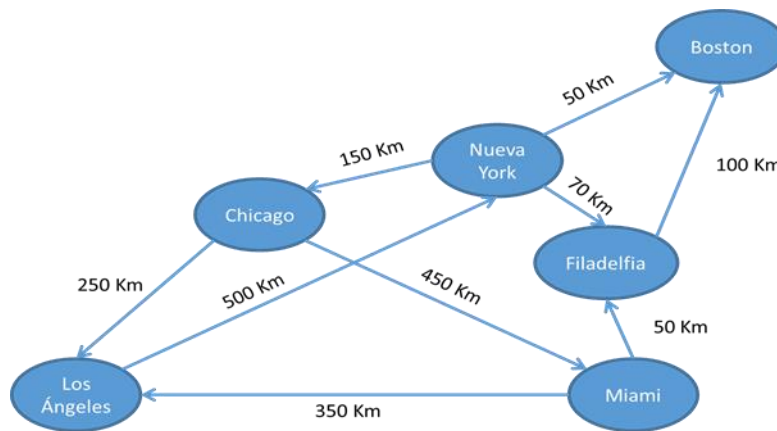 Boston
50 Km
Nueva
York
150 Km
100 Km
70 Km
Chicago
Filadelfia
250 Km
500 Km
450 Km
50 Km
Los
Ángeles
Miami
350 Km